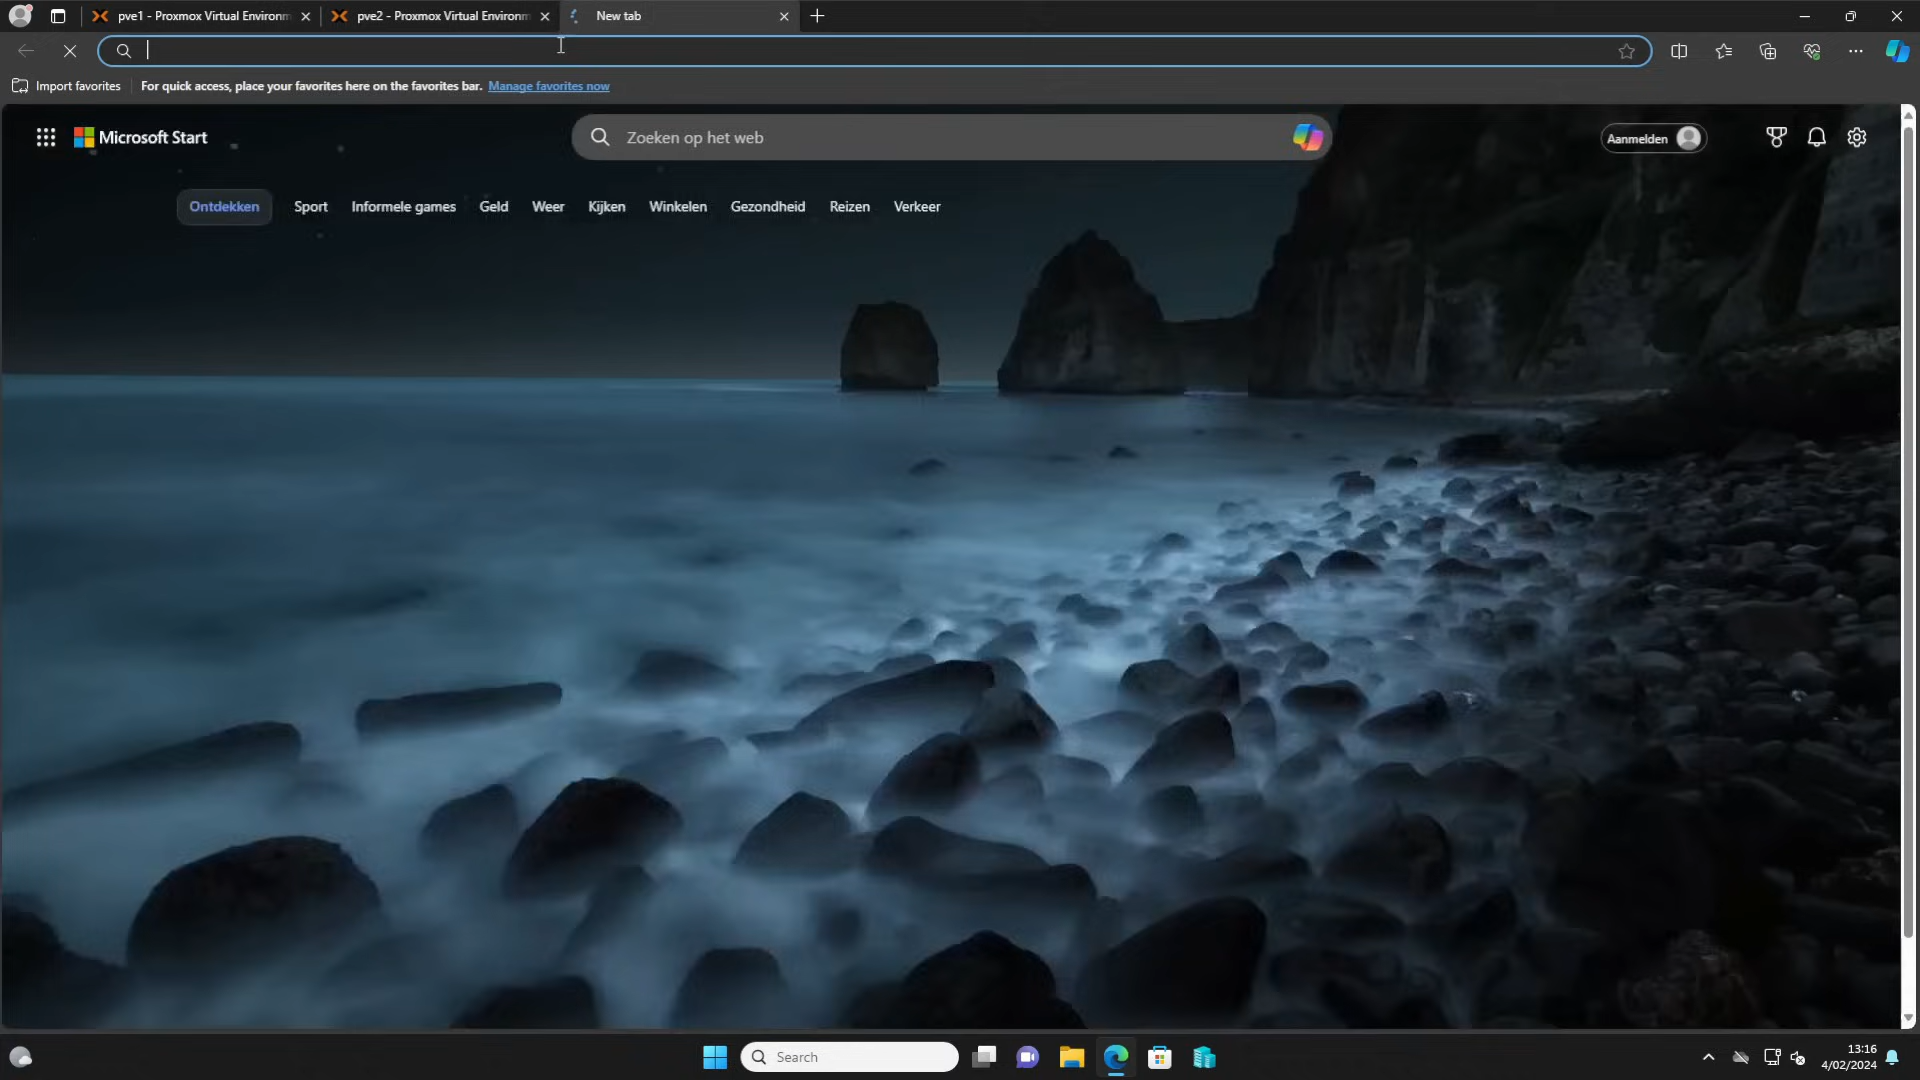 pve1 - Proxmox Virtual Environm
pve2 - Proxmox Virtual Environm
New tab
Import favorites
For quick access, place your favorites here on the favorites bar. Manage favorites now
Microsoft Start
Zoeken op het web
Aanmelden
Ontdekken Sport Informele games Geld Weer Kijken Winkelen Gezondheid Reizen Verkeer
Search
13:16
4/02/2024